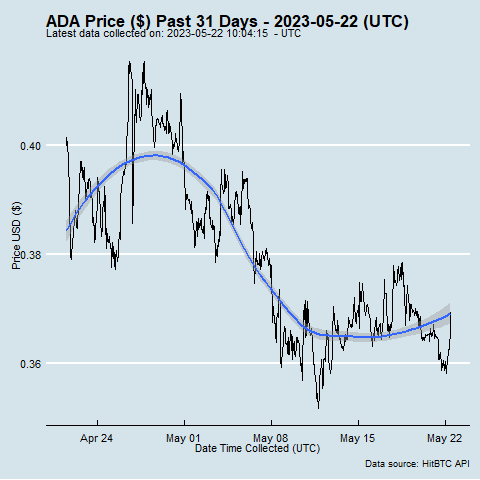 ADA Price ($) Past 31 Days - 2023-05-22 (UTC)
Latest data collected on: 2023-05-22 10:04:15 - UTC
0.40
0.38
0.36
Price USD ($)
Apr 24 May 01 May 08 May 15 May 22
Date Time Collected (UTC)
Data source: HitBTC API